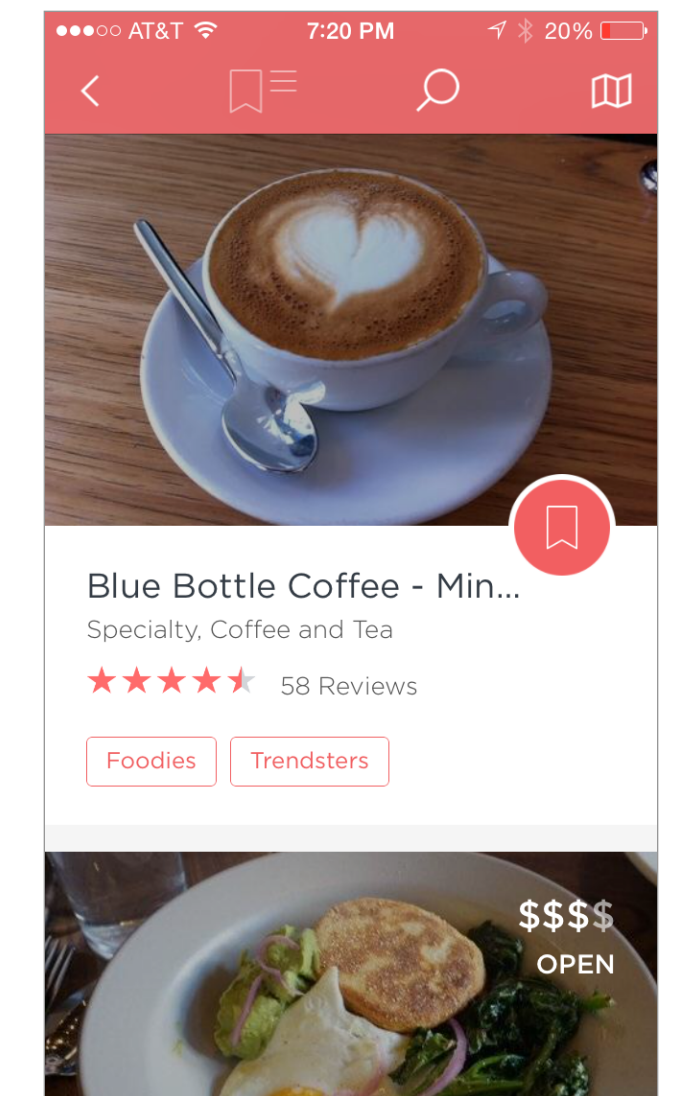 AT&T 7:20 PM 20%
Blue Bottle Coffee - Min...
Specialty, Coffee and Tea
58 Reviews
Foodies Trendsters
$$$$
OPEN